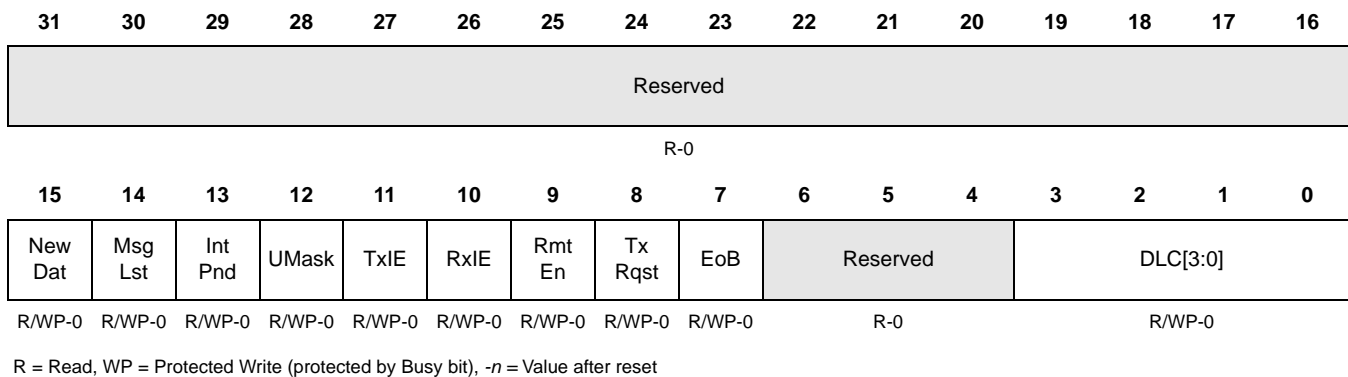 31 30 29 28 27 26 25 24 23 22 21 20 19 18 17 16
Reserved
R-0
15 14 13 12 11 10 9 8 7 6 5 4 3 2 1 0
New Dat Msg Lst Int Pnd UMask TxIE RxIE Rmt En Tx Rqst EoB Reserved DLC[3:0]
R/WP-0 R/WP-0 R/WP-0 R/WP-0 R/WP-0 R/WP-0 R/WP-0 R/WP-0 R/WP-0 R-0 R/WP-0
R = Read, WP = Protected Write (protected by Busy bit), -n = Value after reset